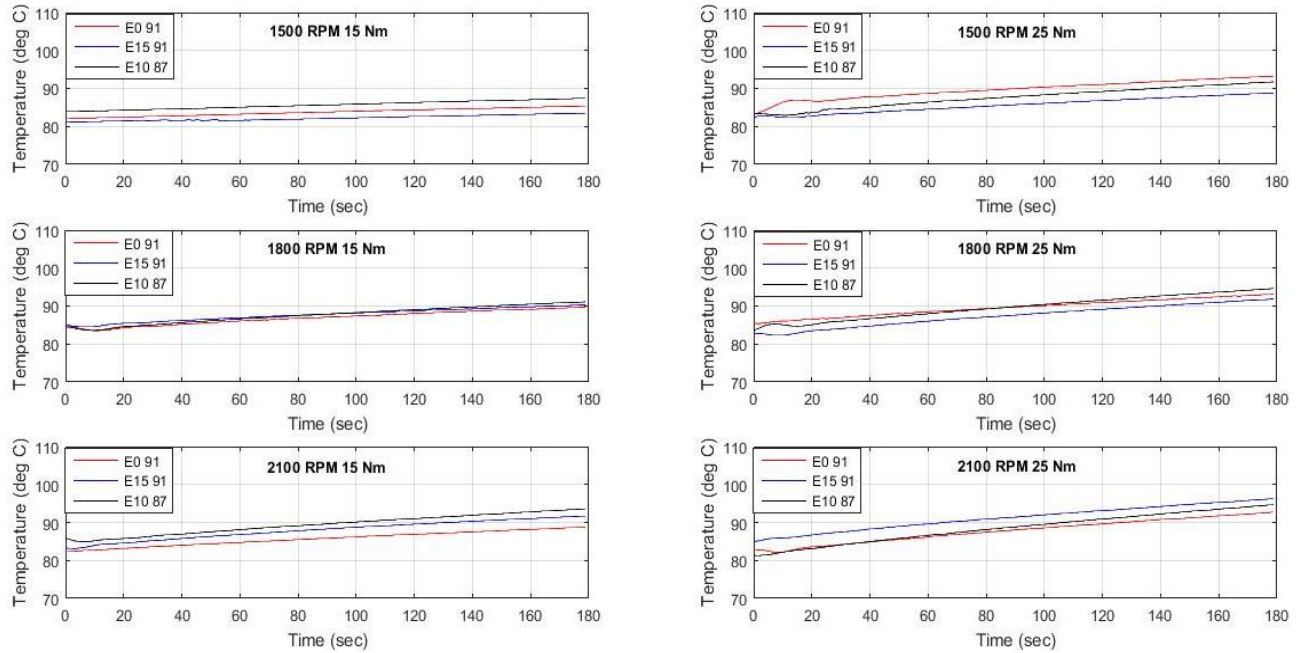 110
100
90
80
70
Temperature (deg C)
E0 91
E15 91
E10 87
1500 RPM 15 Nm
0 20 40 60 80 100 120 140 160 180
Time (sec)
110
100
90
80
70
Temperature (deg C)
E0 91
E15 91
E10 87
1500 RPM 25 Nm
0 20 40 60 80 100 120 140 160 180
Time (sec)
110
100
90
80
70
Temperature (deg C)
E0 91
E15 91
E10 87
1800 RPM 15 Nm
0 20 40 60 80 100 120 140 160 180
Time (sec)
110
100
90
80
70
Temperature (deg C)
E0 91
E15 91
E10 87
1800 RPM 25 Nm
0 20 40 60 80 100 120 140 160 180
Time (sec)
110
100
90
80
70
Temperature (deg C)
E0 91
E15 91
E10 87
2100 RPM 15 Nm
0 20 40 60 80 100 120 140 160 180
Time (sec)
110
100
90
80
70
Temperature (deg C)
E0 91
E15 91
E10 87
2100 RPM 25 Nm
0 20 40 60 80 100 120 140 160 180
Time (sec)